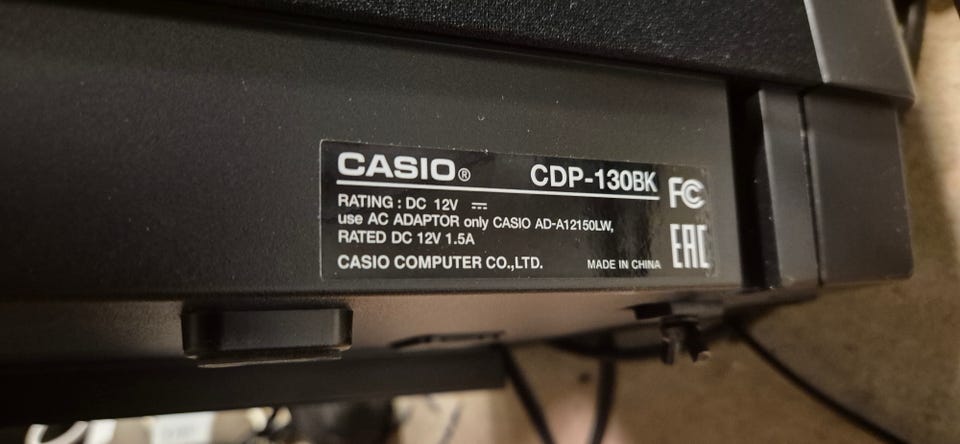 CASIO® CDP-130BK
FC
RATING : DC 12V ⎓
use AC ADAPTOR only CASIO AD-A12150LW,
RATED DC 12V 1.5A
EAC
CASIO COMPUTER CO.,LTD. MADE IN CHINA